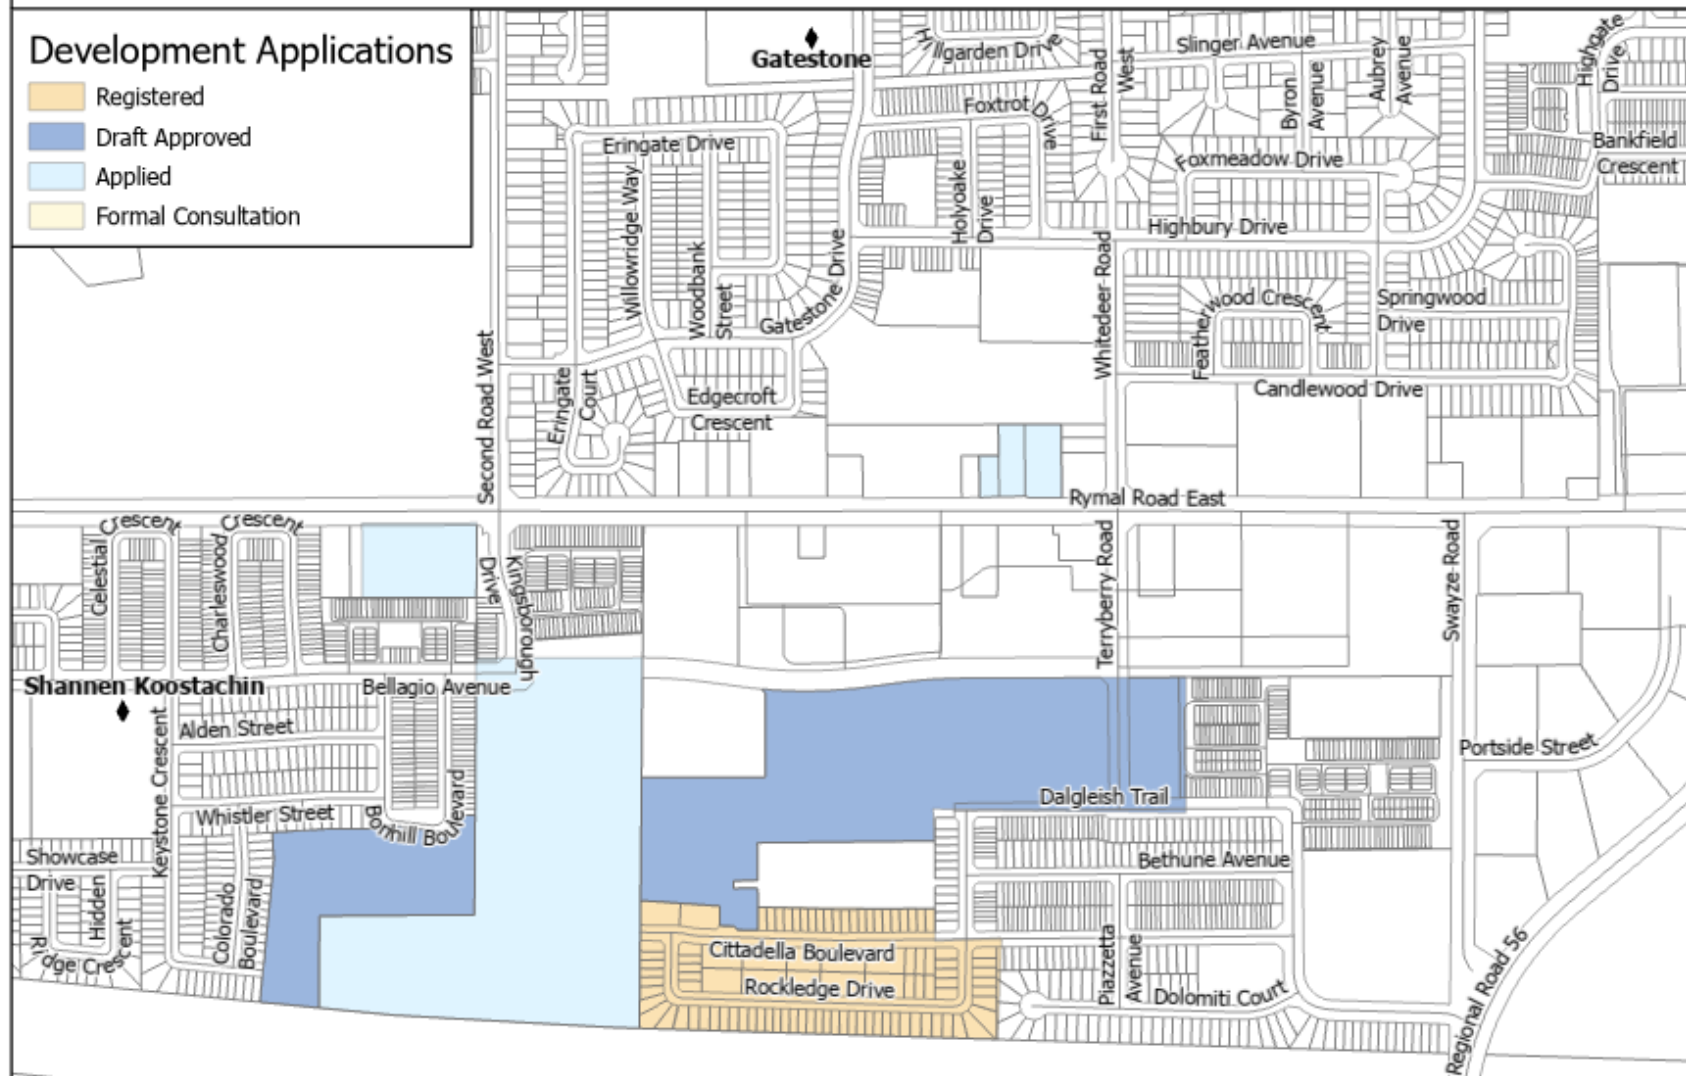 Development Applications
Registered
Draft Approved
Applied
Formal Consultation
Gatestone
Hillgarden Drive
First Road
West
Slinger Avenue
Byron
Avenue
Aubrey
Avenue
Highgate
Drive
Bankfield
Crescent
Foxtrot Drive
Foxmeadow Drive
Eringate Drive
Willowridge Way
Woodbank
Street
Gatestone Drive
Holyoake
Drive
Highbury Drive
Whitedeer Road
Featherwood Crescent
Springwood
Drive
Candlewood Drive
Second Road West
Eringate
Court
Edgecroft
Crescent
Rymal Road East
Celestial
Crescent
Charleswood
Crescent
Kingsborough
Drive
Terryberry Road
Swayze Road
Shannen Koostachin
Bellagio Avenue
Keystone Crescent
Alden Street
Whistler Street
Bonhill Boulevard
Portside Street
Dalgleish Trail
Bethune Avenue
Showcase
Drive
Hidden
Ridge Crescent
Colorado
Boulevard
Cittadella Boulevard
Rockledge Drive
Piazzetta
Avenue
Dolomiti Court
Regional Road 56